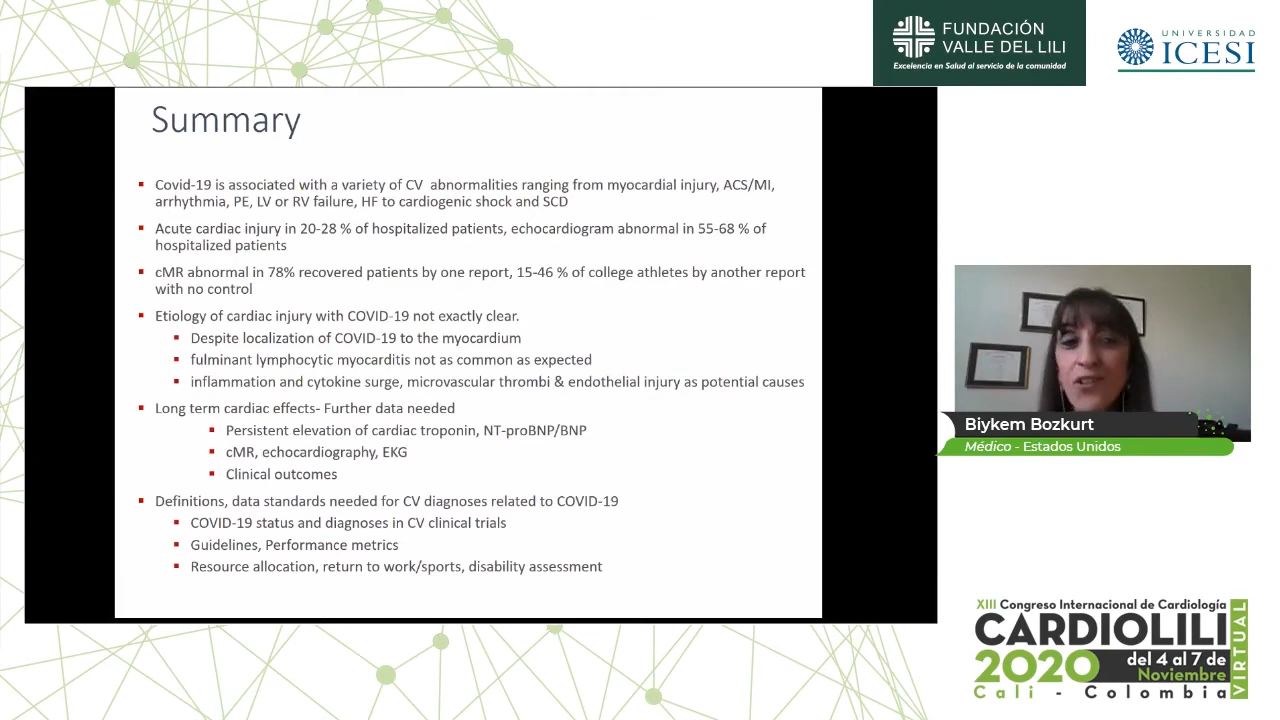 FUNDACIÓN
VALLE DEL LILI
Excelencia en Salud al servicio de la comunidad
UNIVERSIDAD
ICESI
Summary
Covid-19 is associated with a variety of CV abnormalities ranging from myocardial injury, ACS/MI,
arrhythmia, PE, LV or RV failure, HF to cardiogenic shock and SCD
Acute cardiac injury in 20-28 % of hospitalized patients, echocardiogram abnormal in 55-68 % of
hospitalized patients
cMR abnormal in 78% recovered patients by one report, 15-46 % of college athletes by another report
with no control
Etiology of cardiac injury with COVID-19 not exactly clear.
Despite localization of COVID-19 to the myocardium
fulminant lymphocytic myocarditis not as common as expected
inflammation and cytokine surge, microvascular thrombi & endothelial injury as potential causes
Long term cardiac effects- Further data needed
Persistent elevation of cardiac troponin, NT-proBNP/BNP
cMR, echocardiography, EKG
Clinical outcomes
Definitions, data standards needed for CV diagnoses related to COVID-19
COVID-19 status and diagnoses in CV clinical trials
Guidelines, Performance metrics
Resource allocation, return to work/sports, disability assessment
Biykem Bozkurt
Médico - Estados Unidos
XIII Congreso Internacional de Cardiología
CARDIOLILI
2020 del 4 al 7 de
Noviembre
Cali - Colombia
VIRTUAL